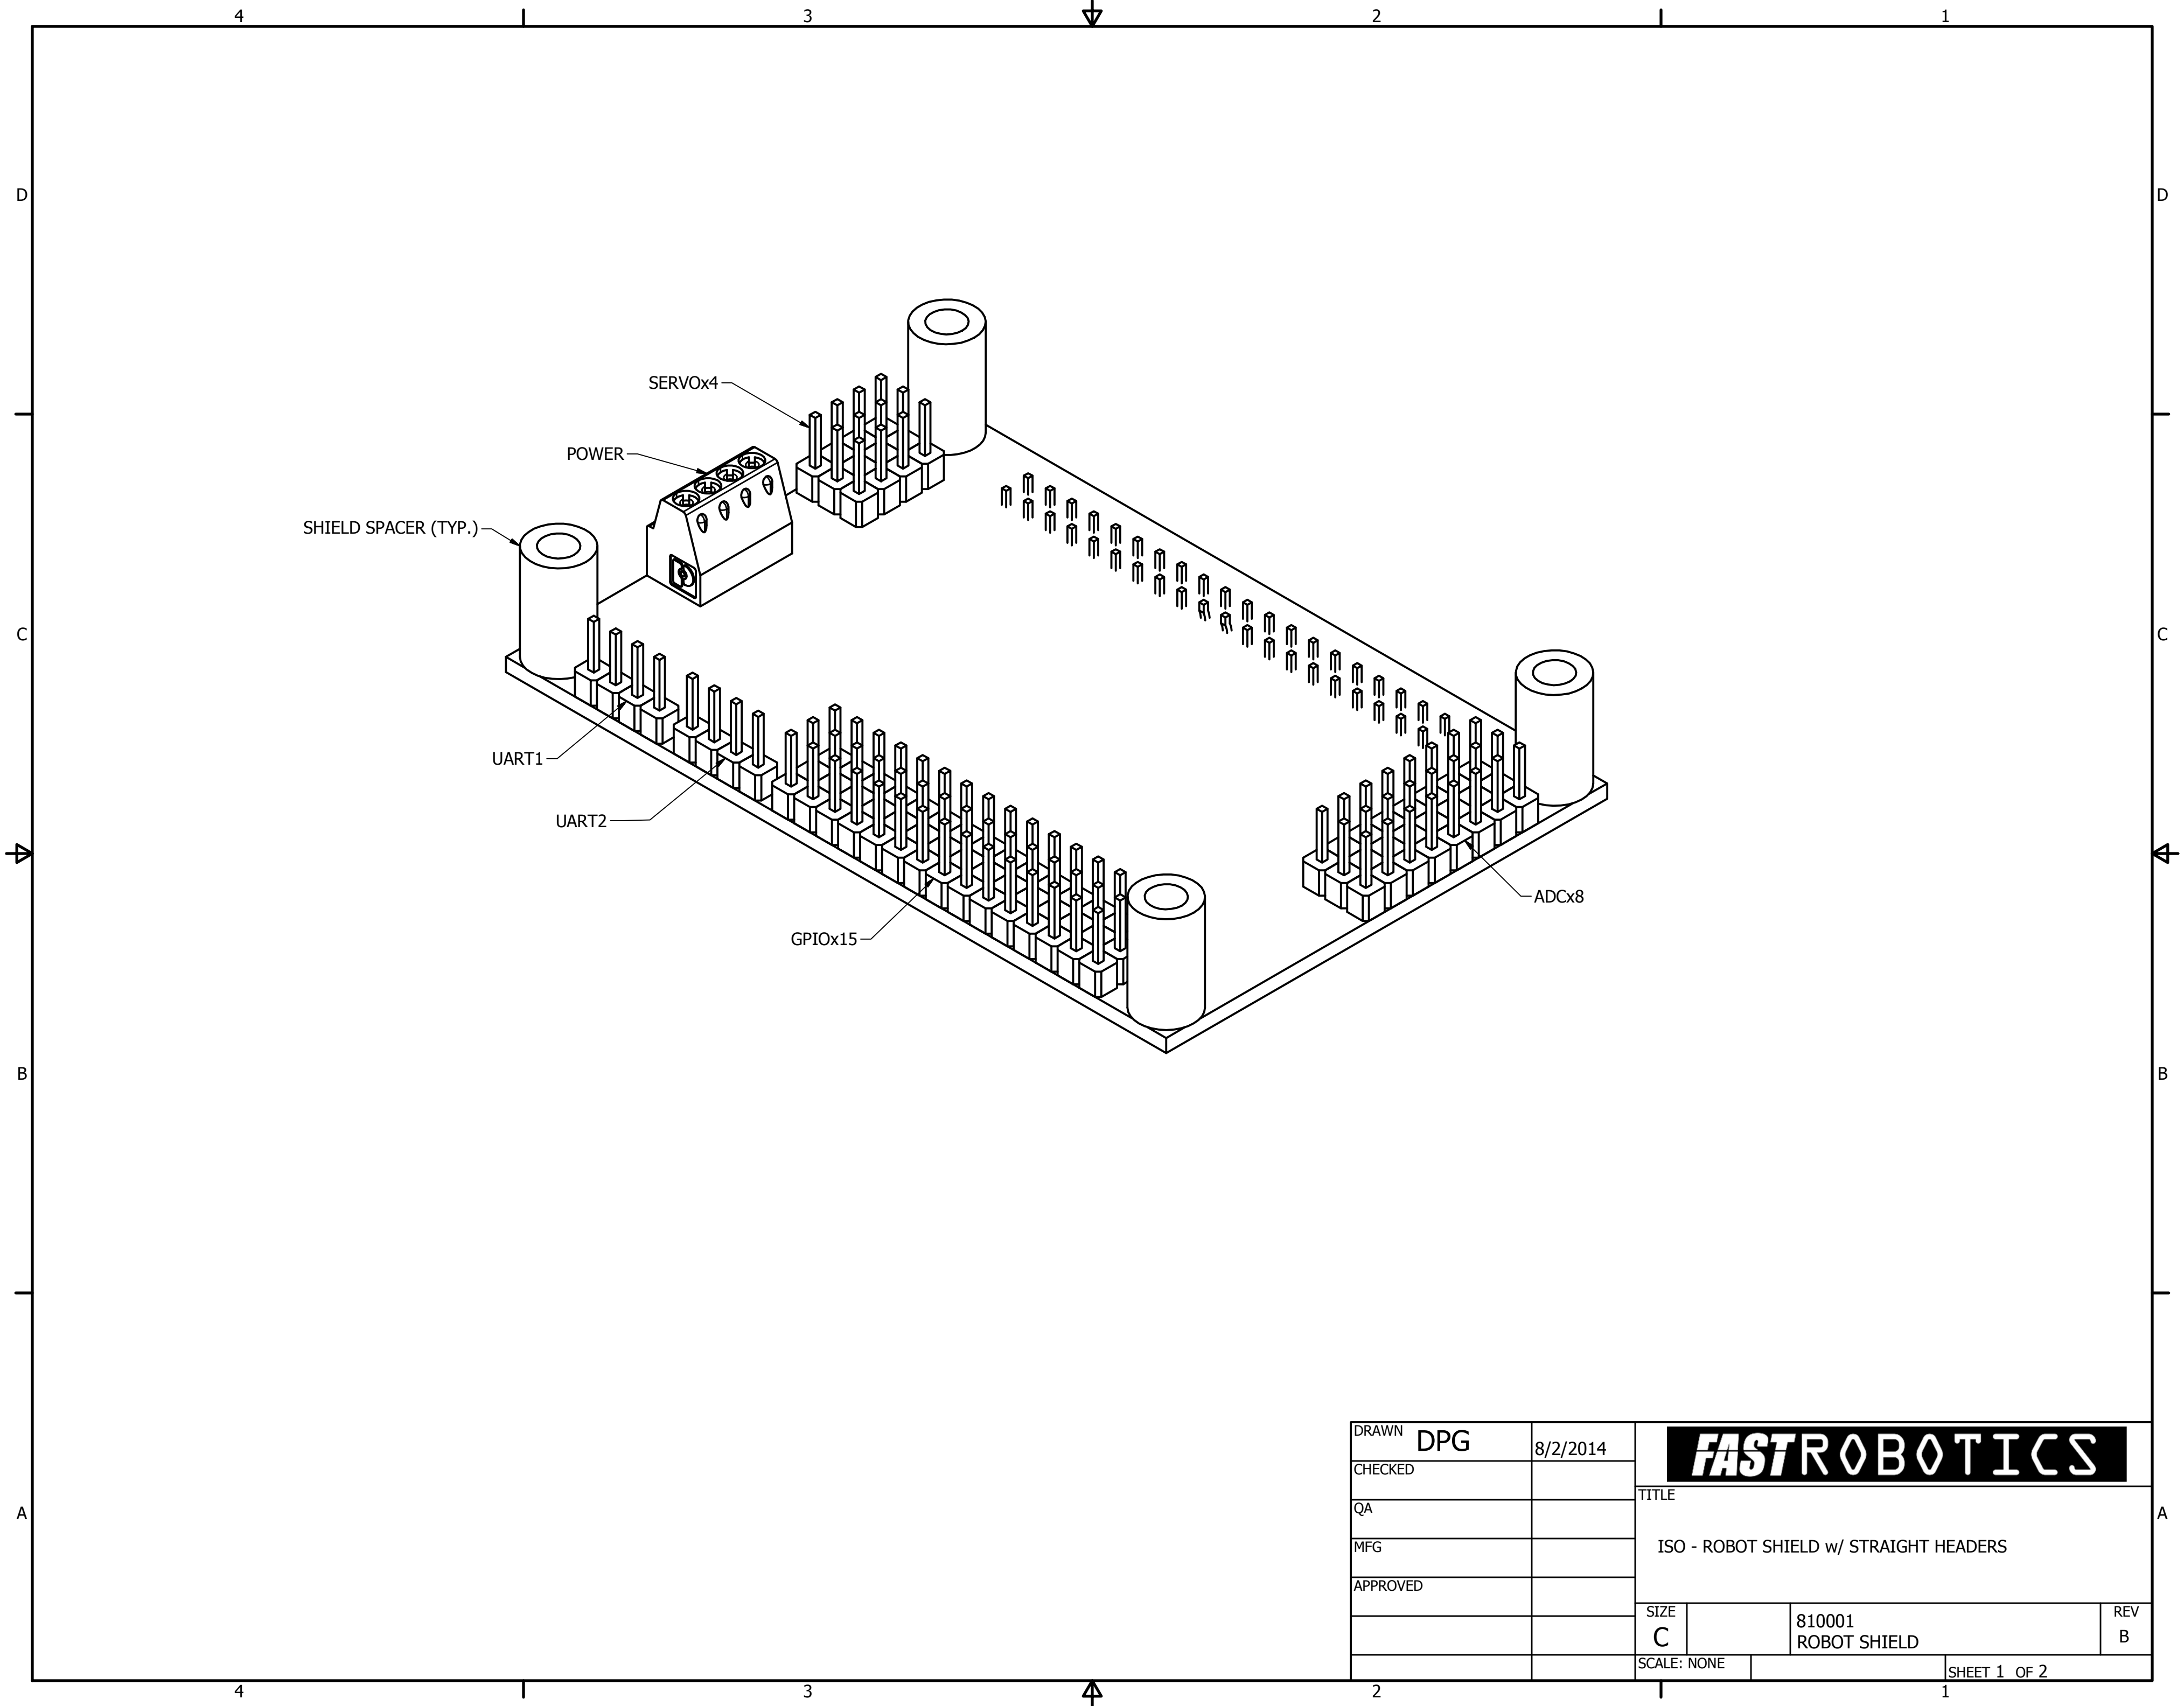 4 3 2 1
D D
SERVOx4
POWER
SHIELD SPACER (TYP.)
C C
UART1
UART2
ADCx8
GPIOx15
B B
DRAWN DPG 8/2/2014
FASTROBOTICS
CHECKED
TITLE
QA
A A
MFG
ISO - ROBOT SHIELD w/ STRAIGHT HEADERS
APPROVED
SIZE
C
810001
ROBOT SHIELD
REV
B
SCALE: NONE
SHEET 1 OF 2
4 3 2 1